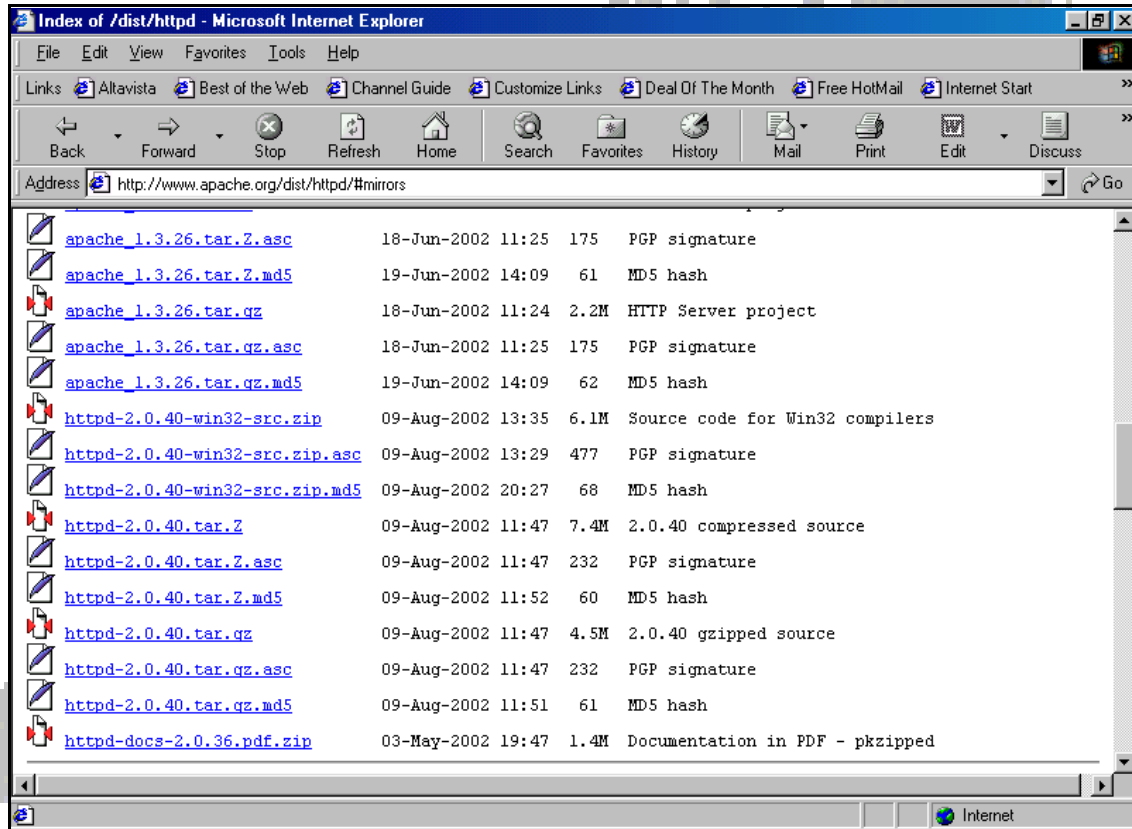 Index of /dist/httpd - Microsoft Internet Explorer
File Edit View Favorites Tools Help
Links Altavista Best of the Web Channel Guide Customize Links Deal Of The Month Free HotMail Internet Start »
Back Forward Stop Refresh Home Search Favorites History Mail Print Edit Discuss »
Address http://www.apache.org/dist/httpd/#mirrors Go
apache_1.3.26.tar.Z.asc 18-Jun-2002 11:25 175 PGP signature
apache_1.3.26.tar.Z.md5 19-Jun-2002 14:09 61 MD5 hash
apache_1.3.26.tar.gz 18-Jun-2002 11:24 2.2M HTTP Server project
apache_1.3.26.tar.gz.asc 18-Jun-2002 11:25 175 PGP signature
apache_1.3.26.tar.gz.md5 19-Jun-2002 14:09 62 MD5 hash
httpd-2.0.40-win32-src.zip 09-Aug-2002 13:35 6.1M Source code for Win32 compilers
httpd-2.0.40-win32-src.zip.asc 09-Aug-2002 13:29 477 PGP signature
httpd-2.0.40-win32-src.zip.md5 09-Aug-2002 20:27 68 MD5 hash
httpd-2.0.40.tar.Z 09-Aug-2002 11:47 7.4M 2.0.40 compressed source
httpd-2.0.40.tar.Z.asc 09-Aug-2002 11:47 232 PGP signature
httpd-2.0.40.tar.Z.md5 09-Aug-2002 11:52 60 MD5 hash
httpd-2.0.40.tar.gz 09-Aug-2002 11:47 4.5M 2.0.40 gzipped source
httpd-2.0.40.tar.gz.asc 09-Aug-2002 11:47 232 PGP signature
httpd-2.0.40.tar.gz.md5 09-Aug-2002 11:51 61 MD5 hash
httpd-docs-2.0.36.pdf.zip 03-May-2002 19:47 1.4M Documentation in PDF - pkzipped
Internet